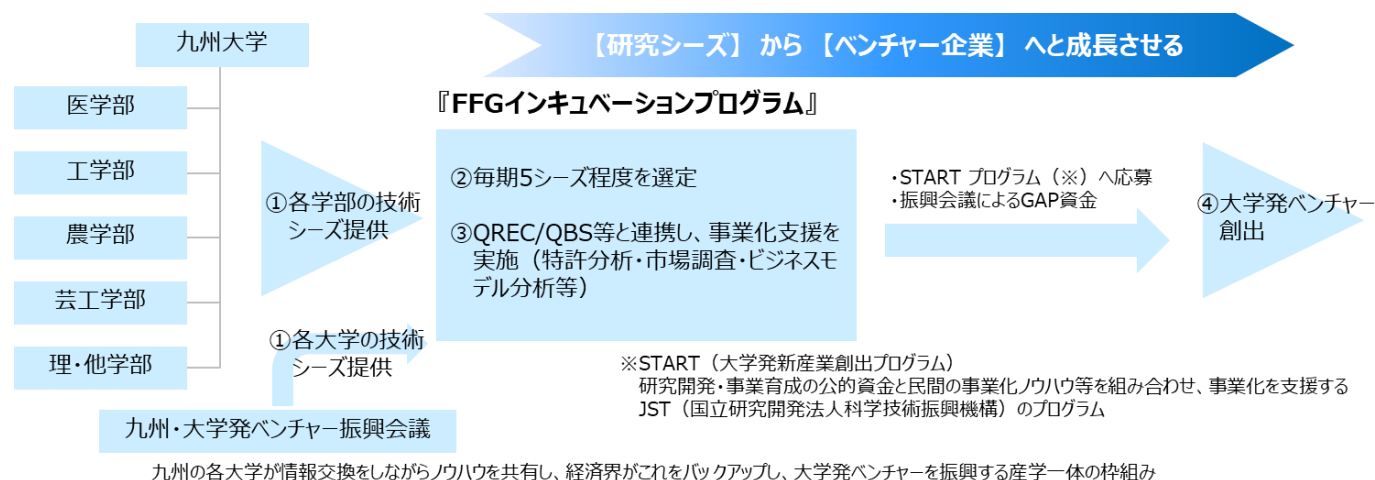 九州大学
医学部
工学部
農学部
芸工学部
理・他学部
【研究シーズ】 から 【ベンチャー企業】 へと成長させる
『FFGインキュベーションプログラム』
①各学部の技術
シーズ提供
①各大学の技術
シーズ提供
九州・大学発ベンチャー振興会議
②毎期5シーズ程度を選定
③QREC/QBS等と連携し、事業化支援を
実施（特許分析・市場調査・ビジネスモ
デル分析等）
・START プログラム（※）へ応募
・振興会議によるGAP資金
④大学発ベンチャー
創出
※START（大学発新産業創出プログラム）
研究開発・事業育成の公的資金と民間の事業化ノウハウ等を組み合わせ、事業化を支援する
JST（国立研究開発法人科学技術振興機構）のプログラム
九州の各大学が情報交換をしながらノウハウを共有し、経済界がこれをバックアップし、大学発ベンチャーを振興する産学一体の枠組み